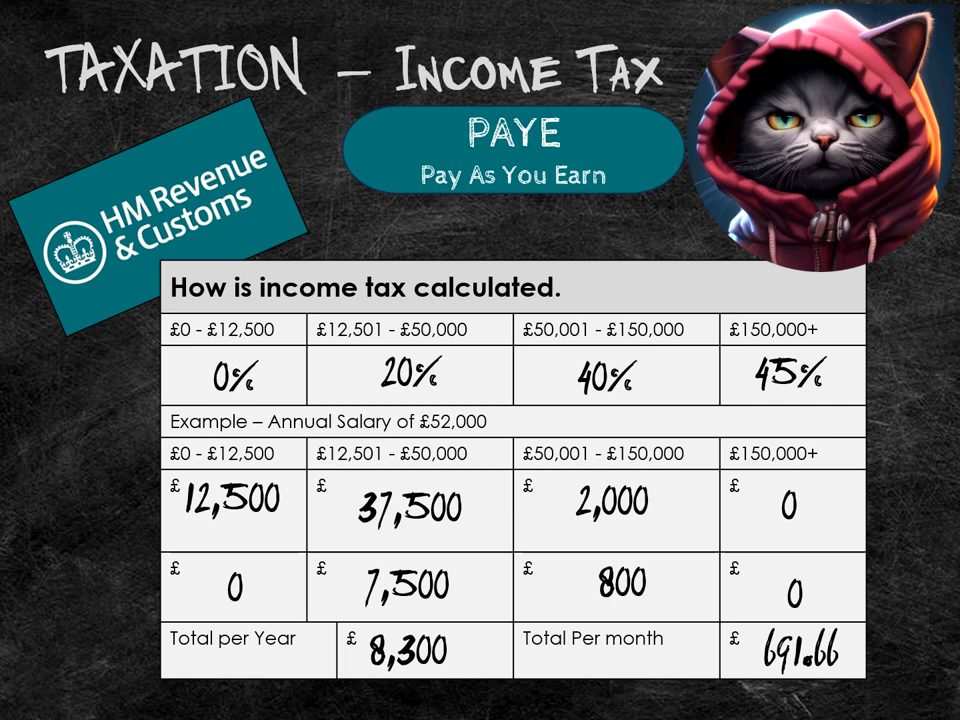 TAXATION – INCOME TAX
PAYE
Pay As You Earn
HM Revenue
& Customs
How is income tax calculated.
£0 - £12,500 £12,501 - £50,000 £50,001 - £150,000 £150,000+
0% 20% 40% 45%
Example – Annual Salary of £52,000
£0 - £12,500 £12,501 - £50,000 £50,001 - £150,000 £150,000+
£ 12,500 £ 37,500 £ 2,000 £ 0
£ 0 £ 7,500 £ 800 £ 0
Total per Year £ 8,300 Total Per month £ 691.66